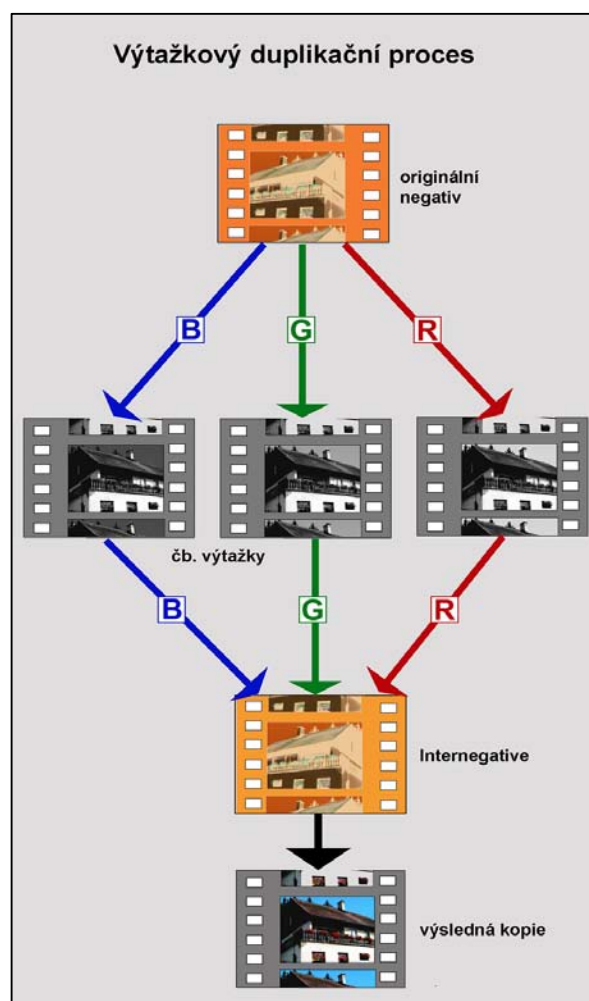 Výtažkový duplikační proces
originální
negativ
B
G
R
čb. výtažky
B
G
R
Internegative
výsledná kopie